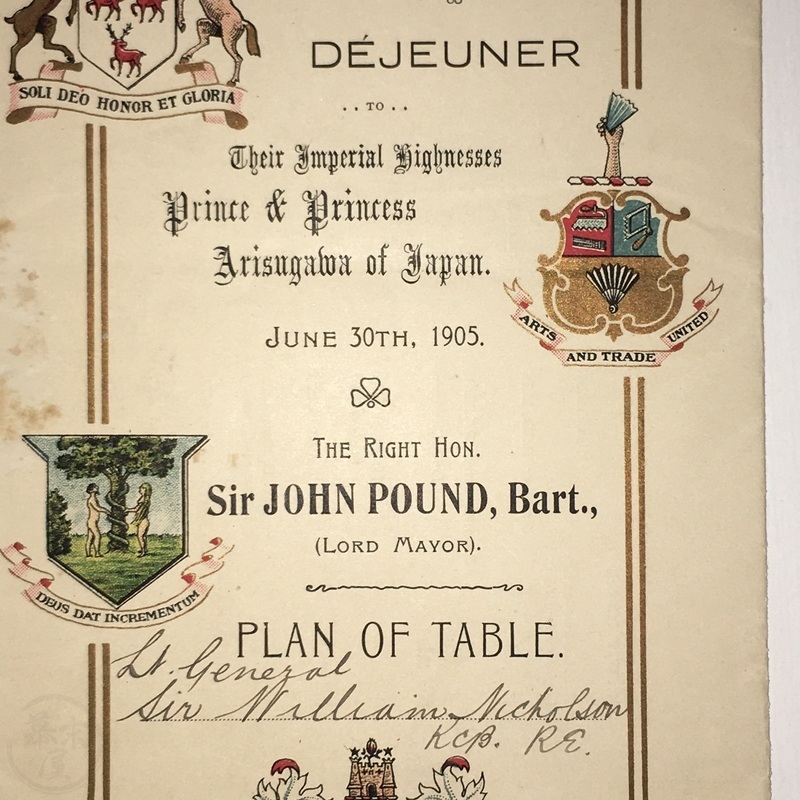 DÉJEUNER
SOLI DEO HONOR ET GLORIA
.. TO ..
Their Imperial Highnesses
Prince & Princess
Arisugawa of Japan.
ARTS AND TRADE UNITED
JUNE 30TH, 1905.
THE RIGHT HON.
Sir JOHN POUND, Bart.,
(LORD MAYOR).
DEUS DAT INCREMENTUM
PLAN OF TABLE.
Lt. General
Sir William Nicholson
KCB. RE.